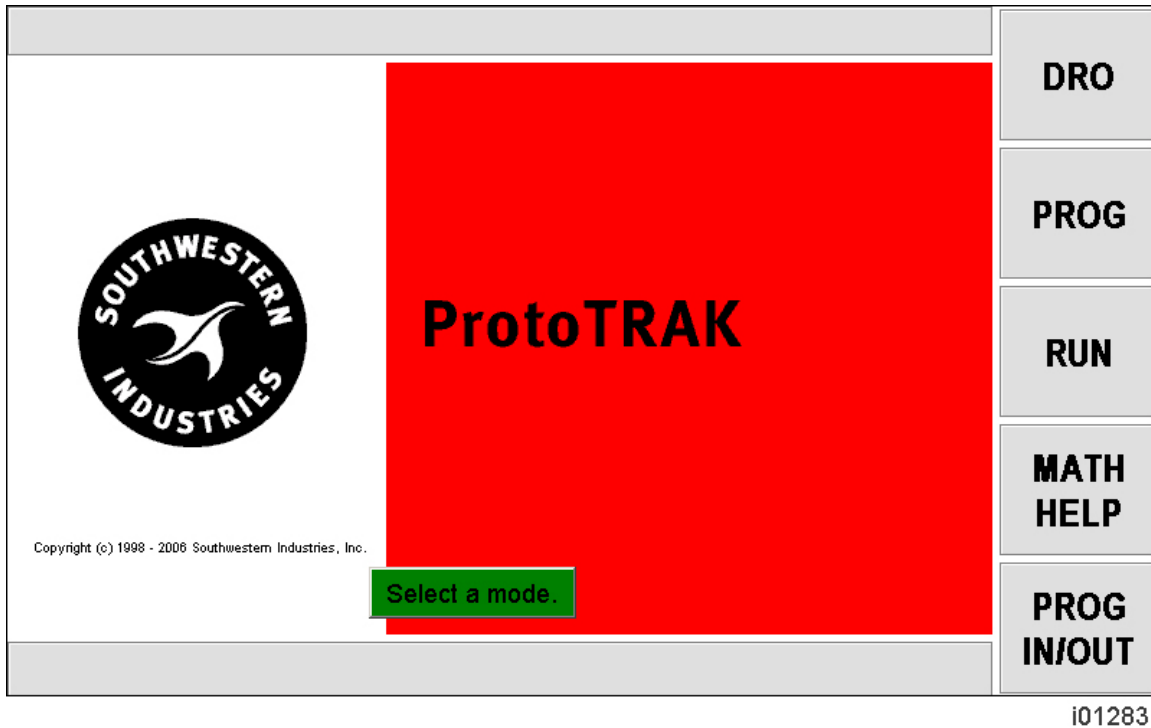 DRO
PROG
SOUTHWESTERN
INDUSTRIES
ProtoTRAK
RUN
MATH
HELP
Copyright (c) 1998 - 2006 Southwestern Industries, Inc.
Select a mode.
PROG
IN/OUT
i01283